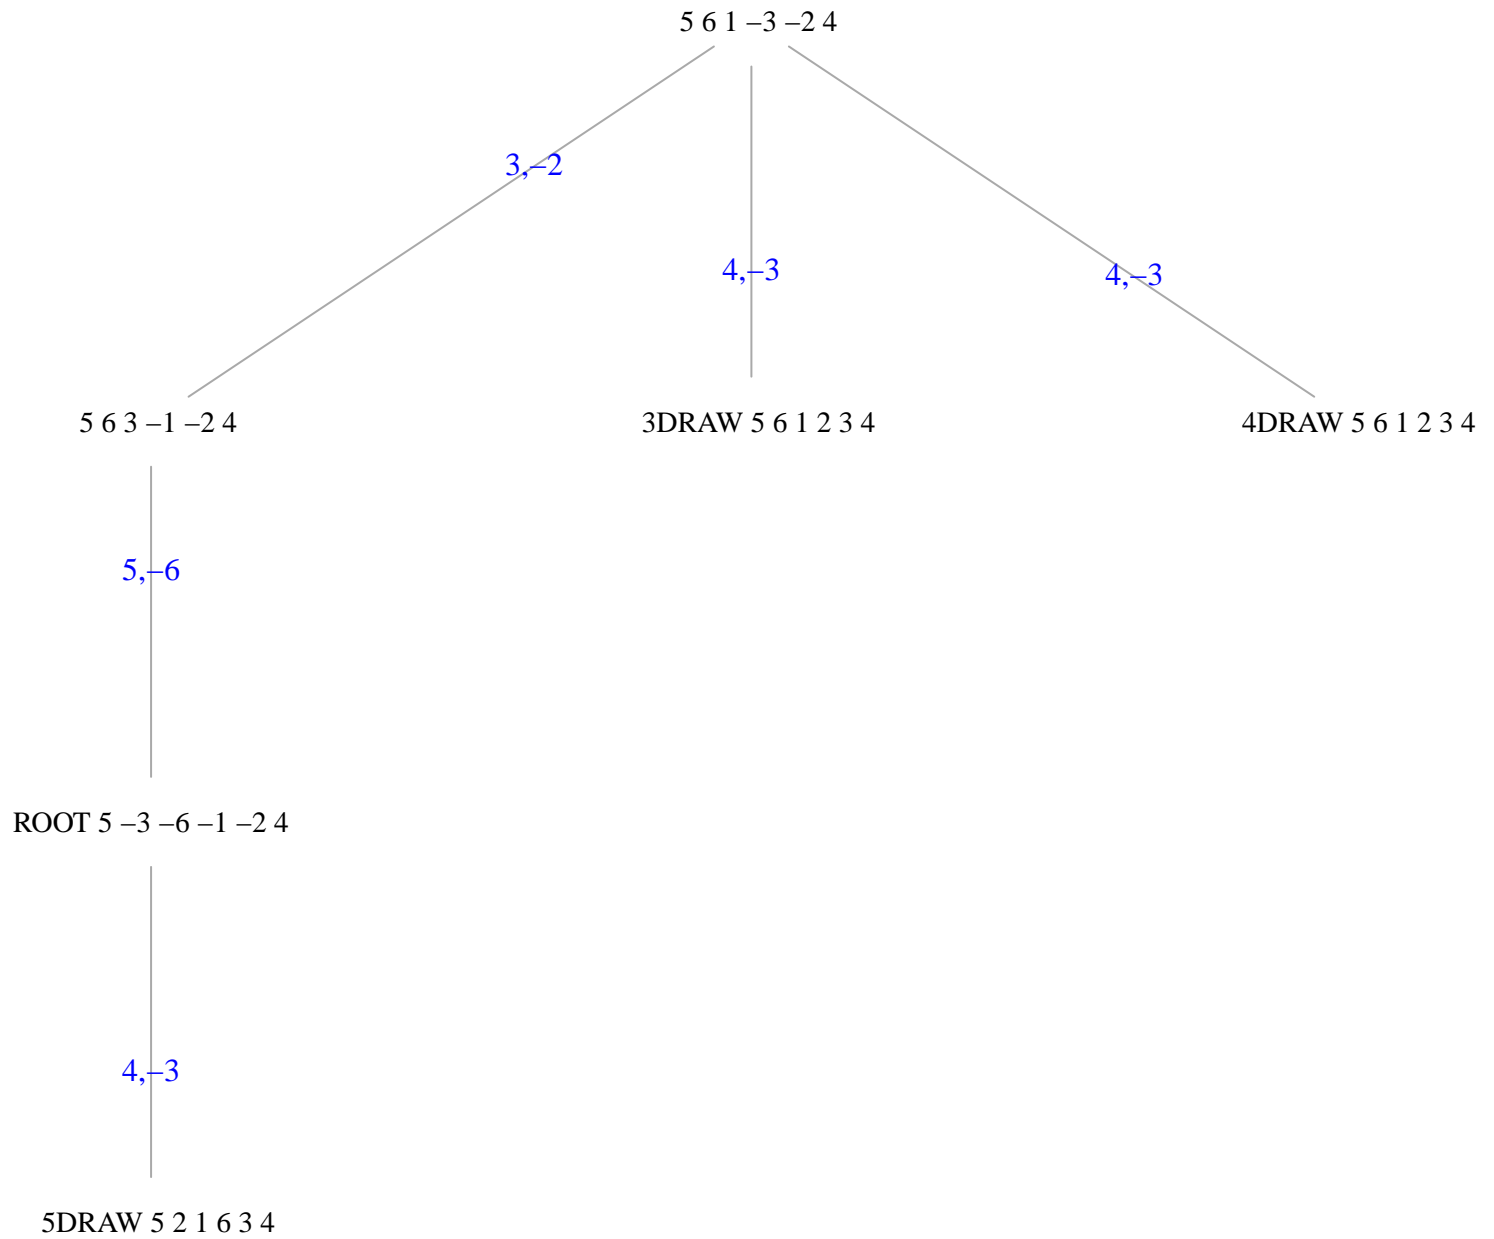 5 6 1 –3 –2 4
3,–2
4,–3
4,–3
5 6 3 –1 –2 4
3DRAW 5 6 1 2 3 4
4DRAW 5 6 1 2 3 4
5,–6
ROOT 5 –3 –6 –1 –2 4
4,–3
5DRAW 5 2 1 6 3 4